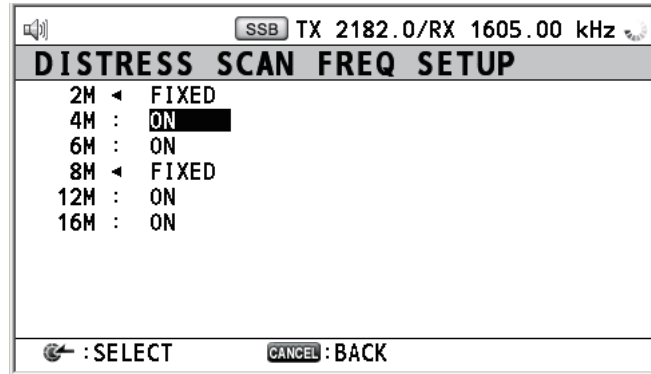 SSB TX 2182.0/RX 1605.00 kHz
DISTRESS SCAN FREQ SETUP
2M ◄ FIXED
4M : ON
6M : ON
8M ◄ FIXED
12M : ON
16M : ON
: SELECT CANCEL : BACK